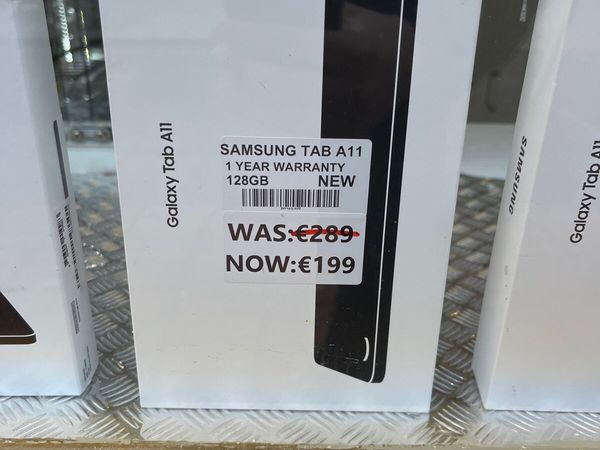 Galaxy Tab A11
SAMSUNG TAB A11
1 YEAR WARRANTY
128GB NEW
WAS:€289
NOW:€199
SAMSUNG
Galaxy Tab A11